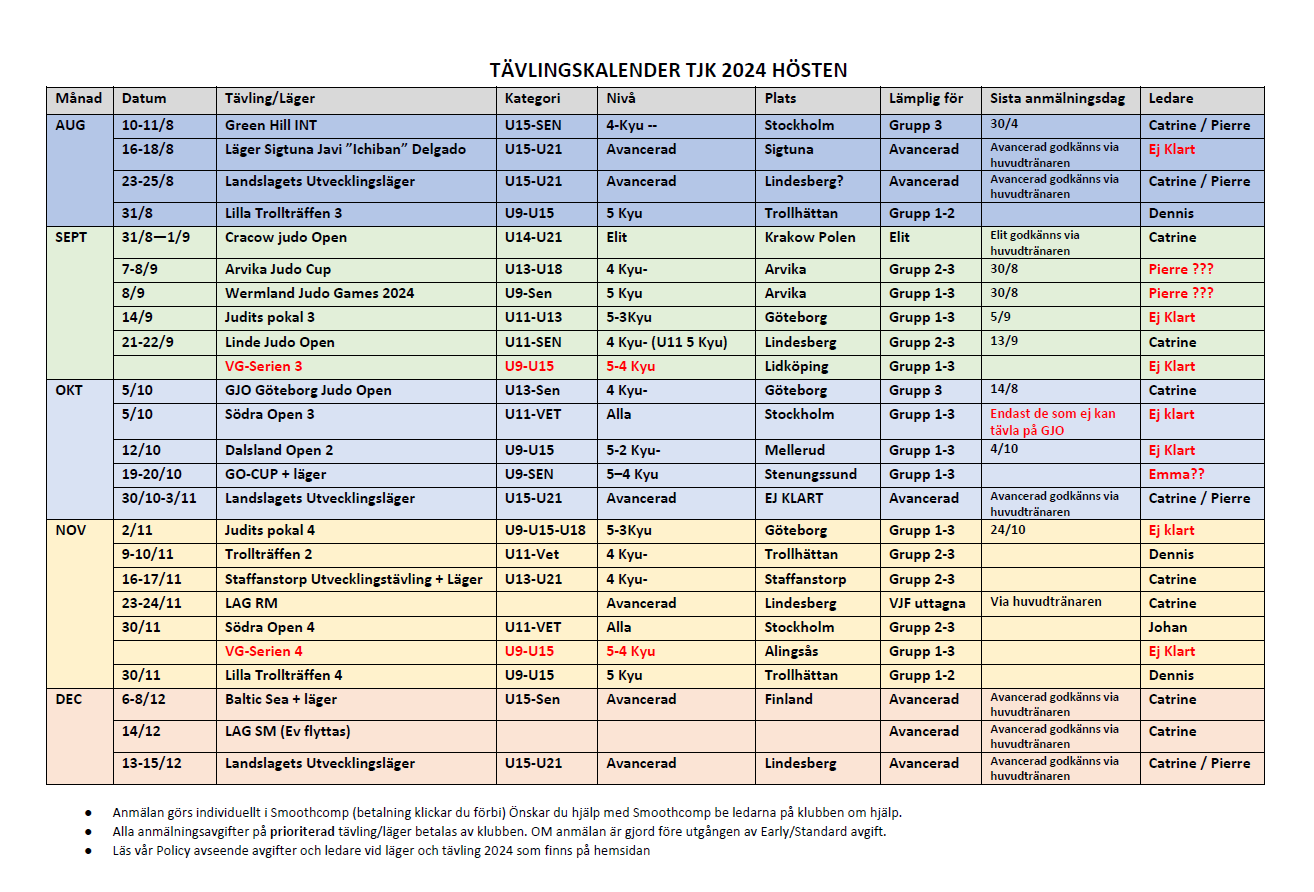 TÄVLINGSKALENDER TJK 2024 HÖSTEN
Månad Datum Tävling/Läger Kategori Nivå Plats Lämplig för Sista anmälningsdag Ledare
AUG 10-11/8 Green Hill INT U15-SEN 4-Kyu -- Stockholm Grupp 3 30/4 Catrine / Pierre
16-18/8 Läger Sigtuna Javi ”Ichiban” Delgado U15-U21 Avancerad Sigtuna Avancerad Avancerad godkänns via Ej Klart
huvudtränaren
23-25/8 Landslagets Utvecklingsläger U15-U21 Avancerad Lindesberg? Avancerad Avancerad godkänns via Catrine / Pierre
huvudtränaren
31/8 Lilla Trollträffen 3 U9-U15 5 Kyu Trollhättan Grupp 1-2 Dennis
SEPT 31/8—1/9 Cracow judo Open U14-U21 Elit Krakow Polen Elit Elit godkänns via Catrine
huvudtränaren
7-8/9 Arvika Judo Cup U13-U18 4 Kyu- Arvika Grupp 2-3 30/8 Pierre ???
8/9 Wermland Judo Games 2024 U9-Sen 5 Kyu Arvika Grupp 1-3 30/8 Pierre ???
14/9 Judits pokal 3 U11-U13 5-3Kyu Göteborg Grupp 1-3 5/9 Ej Klart
21-22/9 Linde Judo Open U11-SEN 4 Kyu- (U11 5 Kyu) Lindesberg Grupp 2-3 13/9 Catrine
VG-Serien 3 U9-U15 5-4 Kyu Lidköping Grupp 1-3 Ej Klart
OKT 5/10 GJO Göteborg Judo Open U13-Sen 4 Kyu- Göteborg Grupp 3 14/8 Catrine
5/10 Södra Open 3 U11-VET Alla Stockholm Grupp 1-3 Endast de som ej kan Ej klart
tävla på GJO
12/10 Dalsland Open 2 U9-U15 5-2 Kyu- Mellerud Grupp 1-3 4/10 Ej Klart
19-20/10 GO-CUP + läger U9-SEN 5–4 Kyu Stenungssund Grupp 1-3 Emma??
30/10-3/11 Landslagets Utvecklingsläger U15-U21 Avancerad EJ KLART Avancerad Avancerad godkänns via Catrine / Pierre
huvudtränaren
NOV 2/11 Judits pokal 4 U9-U15-U18 5-3Kyu Göteborg Grupp 1-3 24/10 Ej klart
9-10/11 Trollträffen 2 U11-Vet 4 Kyu- Trollhättan Grupp 2-3 Dennis
16-17/11 Staffanstorp Utvecklingstävling + Läger U13-U21 4 Kyu- Staffanstorp Grupp 2-3 Catrine
23-24/11 LAG RM Avancerad Lindesberg VJF uttagna Via huvudtränaren Catrine
30/11 Södra Open 4 U11-VET Alla Stockholm Grupp 2-3 Johan
VG-Serien 4 U9-U15 5-4 Kyu Alingsås Grupp 1-3 Ej Klart
30/11 Lilla Trollträffen 4 U9-U15 5 Kyu Trollhättan Grupp 1-2 Dennis
DEC 6-8/12 Baltic Sea + läger U15-Sen Avancerad Finland Avancerad Avancerad godkänns via Catrine
huvudtränaren
14/12 LAG SM (Ev flyttas) Avancerad Avancerad godkänns via Catrine
huvudtränaren
13-15/12 Landslagets Utvecklingsläger U15-U21 Avancerad Lindesberg Avancerad Avancerad godkänns via Catrine / Pierre
huvudtränaren
● Anmälan görs individuellt i Smoothcomp (betalning klickar du förbi) Önskar du hjälp med Smoothcomp be ledarna på klubben om hjälp.
● Alla anmälningsavgifter på prioriterad tävling/läger betalas av klubben. OM anmälan är gjord före utgången av Early/Standard avgift.
● Läs vår Policy avseende avgifter och ledare vid läger och tävling 2024 som finns på hemsidan